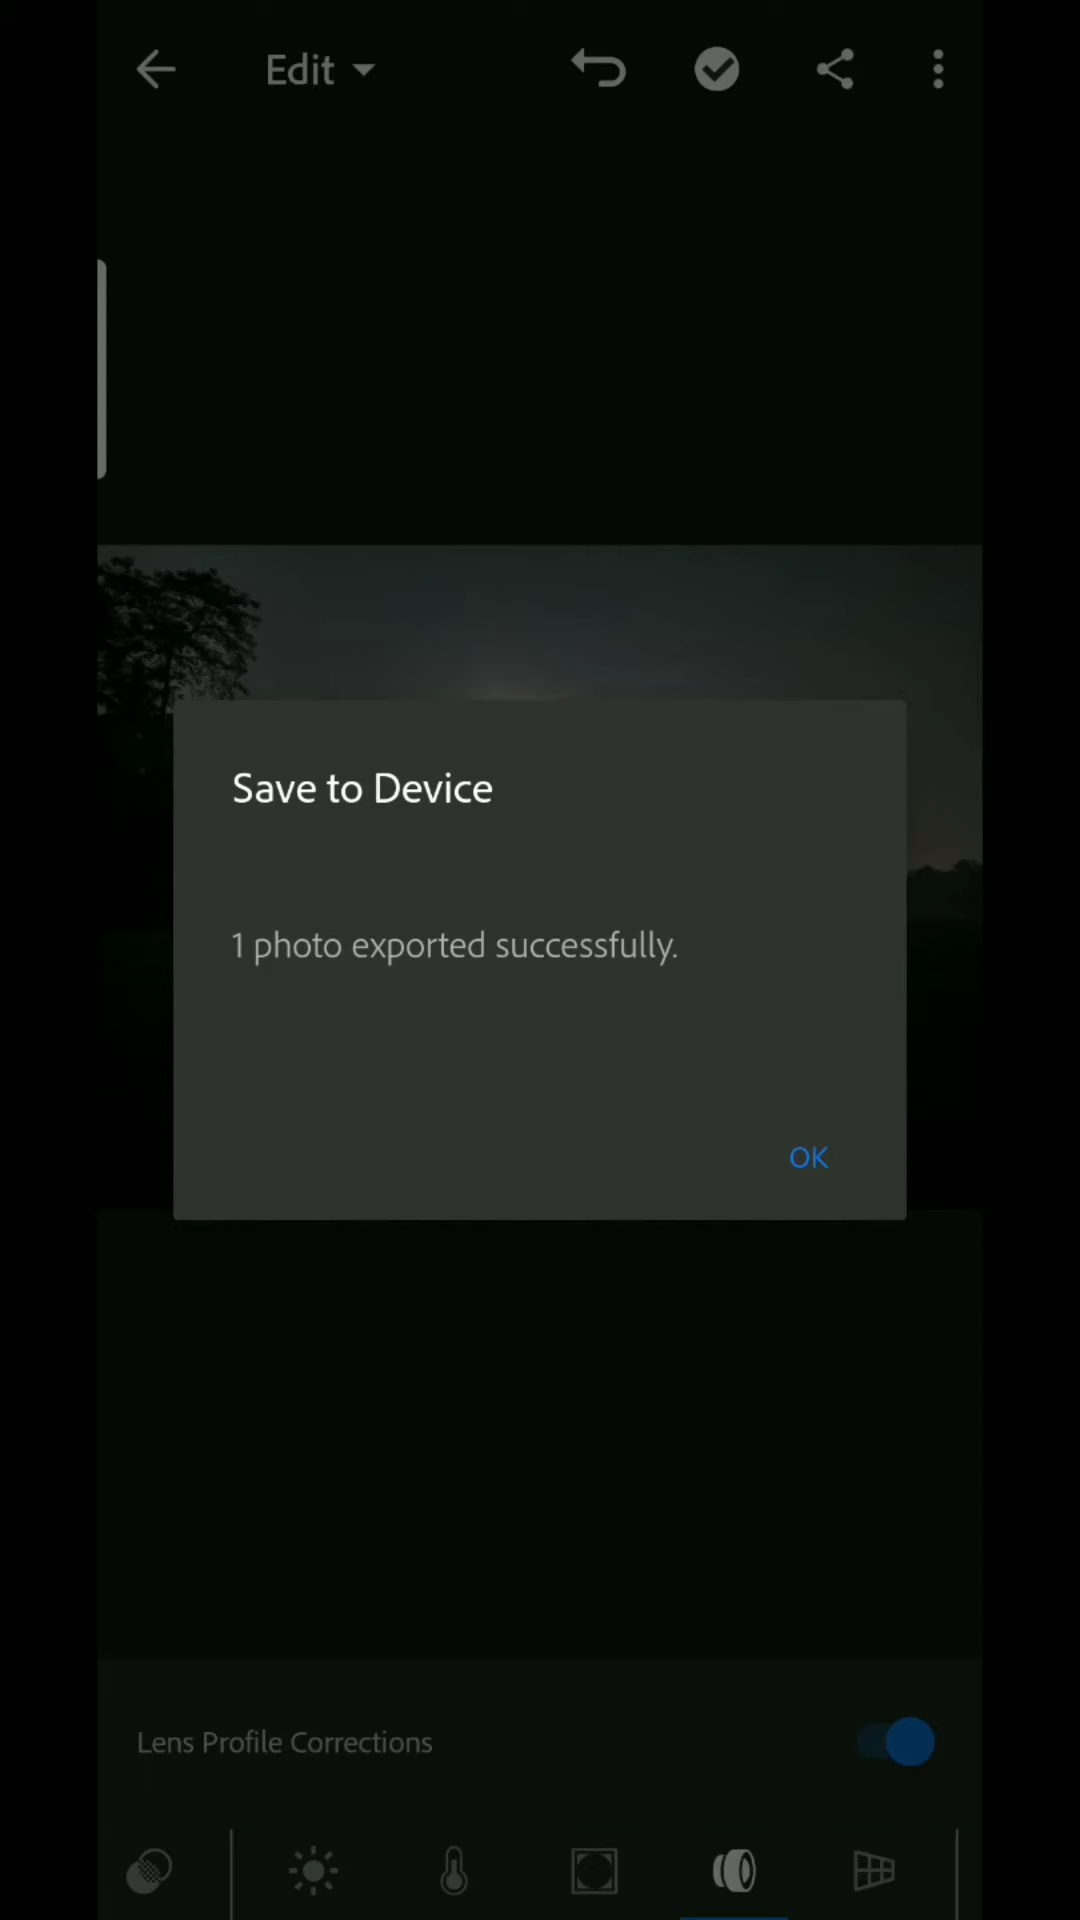 Edit
Save to Device
1 photo exported successfully.
OK
Lens Profile Corrections